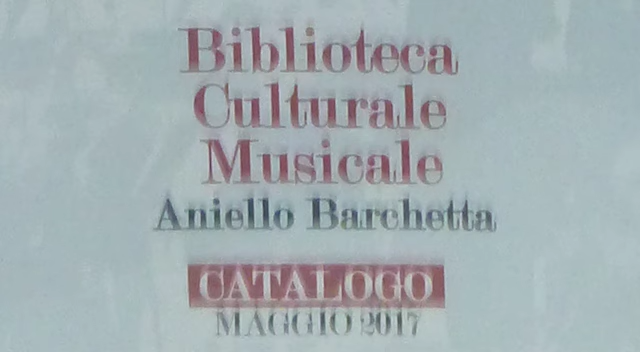 Biblioteca
Culturale
Musicale
Aniello Barchetta
CATALOGO
MAGGIO 2017